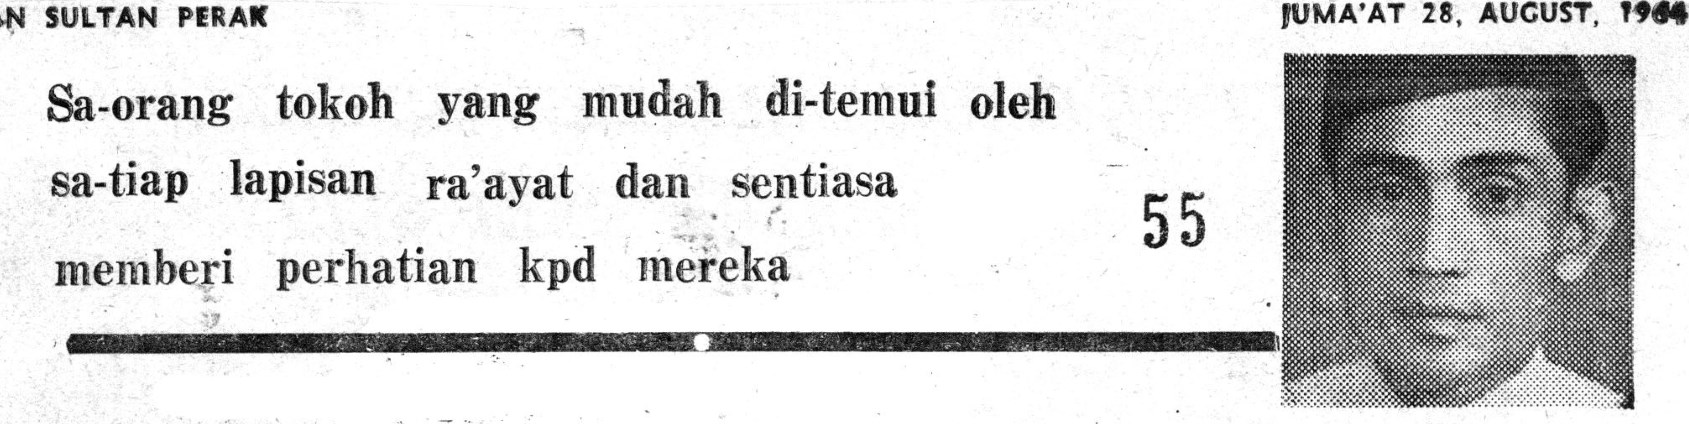 N SULTAN PERAK
JUMA'AT 28, AUGUST, 1964
Sa-orang tokoh yang mudah di-temui oleh
sa-tiap lapisan ra'ayat dan sentiasa
memberi perhatian kpd mereka
55